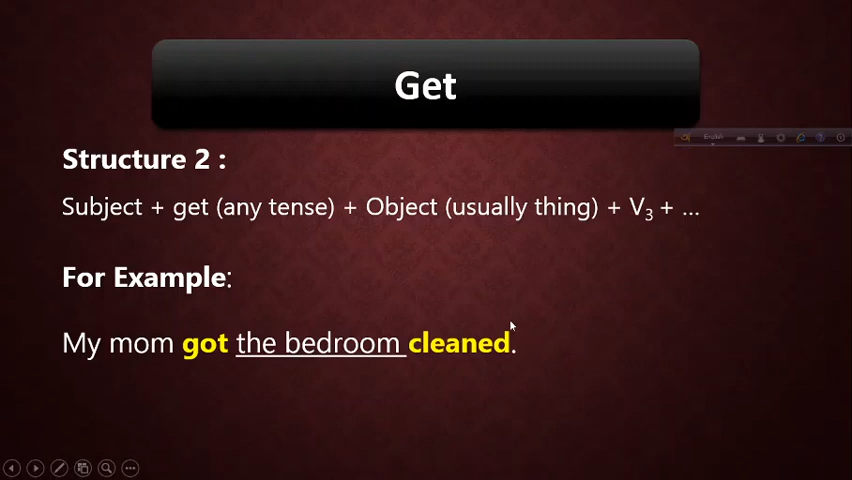 Get
English
Structure 2 :
Subject + get (any tense) + Object (usually thing) + V₃ + ...
For Example:
My mom got the bedroom cleaned.